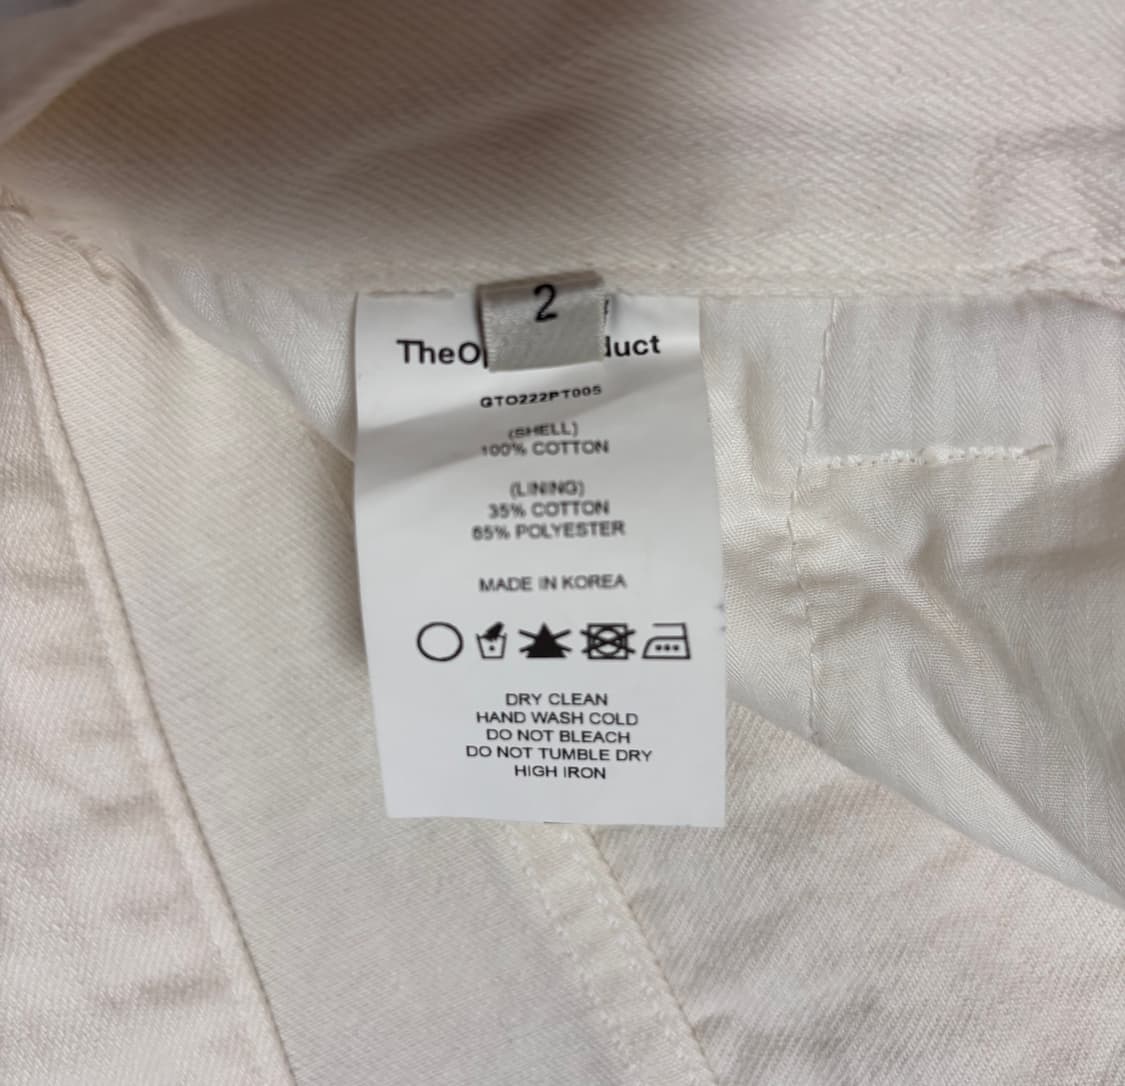 2
TheO duct
GTO222PT005
(SHELL)
100% COTTON
(LINING)
35% COTTON
65% POLYESTER
MADE IN KOREA
DRY CLEAN
HAND WASH COLD
DO NOT BLEACH
DO NOT TUMBLE DRY
HIGH IRON